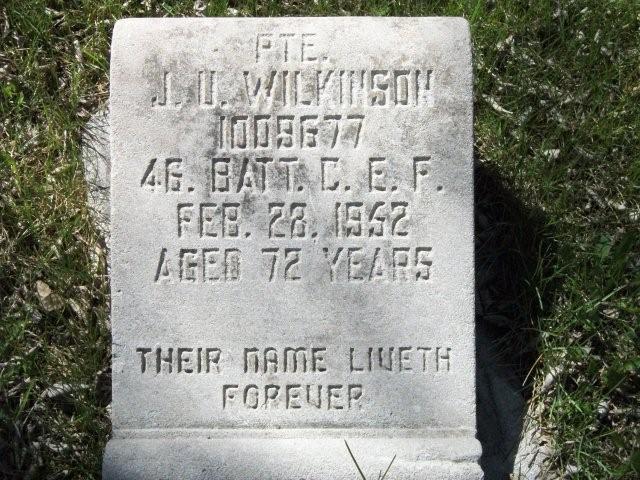 PTE.
J. V. WILKINSON
1009677
46. BATT. C. E. F.
FEB. 28, 1952
AGED 72 YEARS
THEIR NAME LIVETH
FOREVER